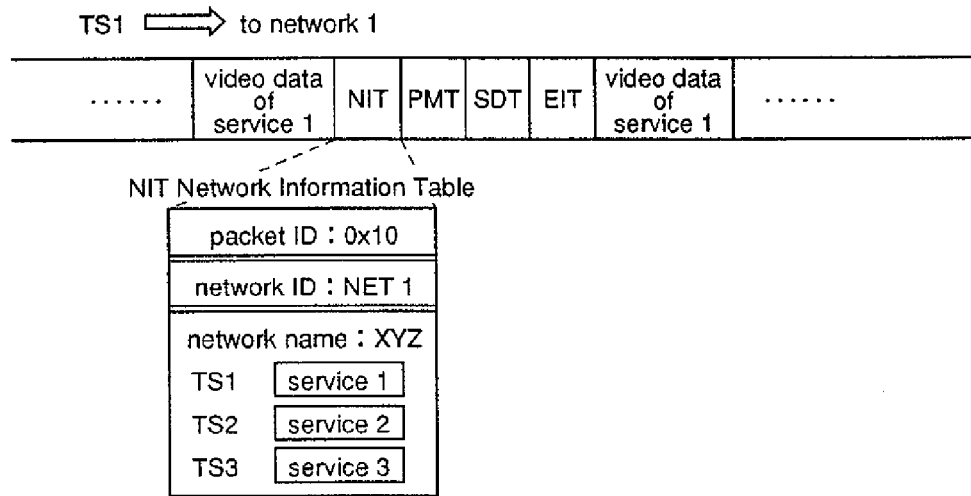 TS1 to network 1
...... video data of service 1 NIT PMT SDT EIT video data of service 1 ......
NIT Network Information Table
packet ID : 0x10
network ID : NET 1
network name : XYZ
TS1 service 1
TS2 service 2
TS3 service 3